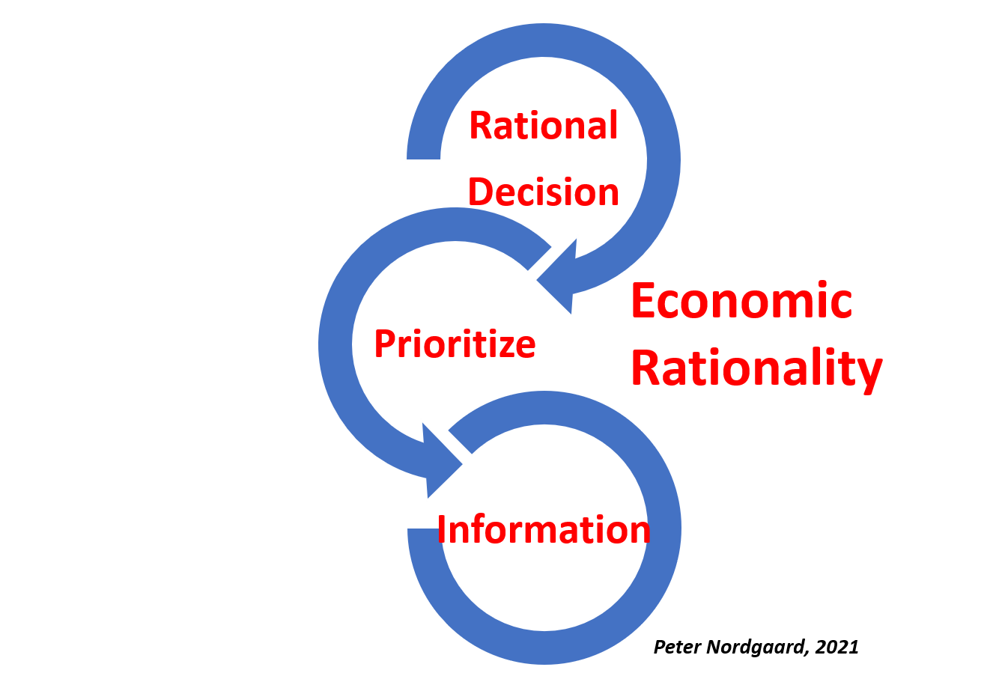 Rational
Decision
Prioritize
Economic
Rationality
Information
Peter Nordgaard, 2021